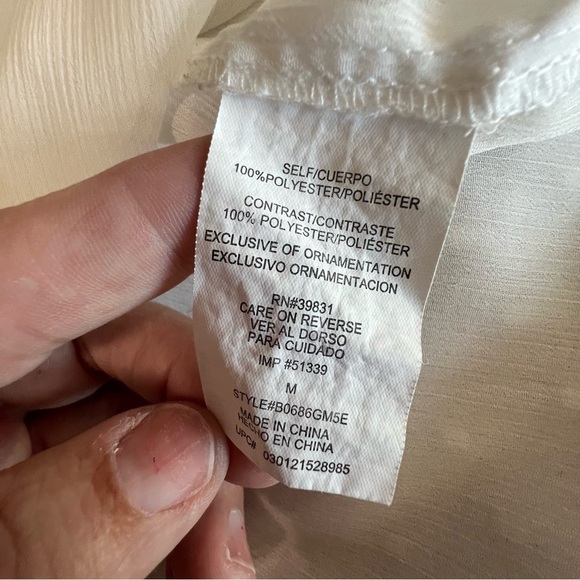 SELF/CUERPO
100%POLYESTER/POLIÉSTER
CONTRAST/CONTRASTE
100% POLYESTER/POLIÉSTER
EXCLUSIVE OF ORNAMENTATION
EXCLUSIVO ORNAMENTACION
RN#39831
CARE ON REVERSE
VER AL DORSO
PARA CUIDADO
IMP #51339
M
STYLE#B0686GM5E
MADE IN CHINA
HECHO EN CHINA
UPC# 030121528985